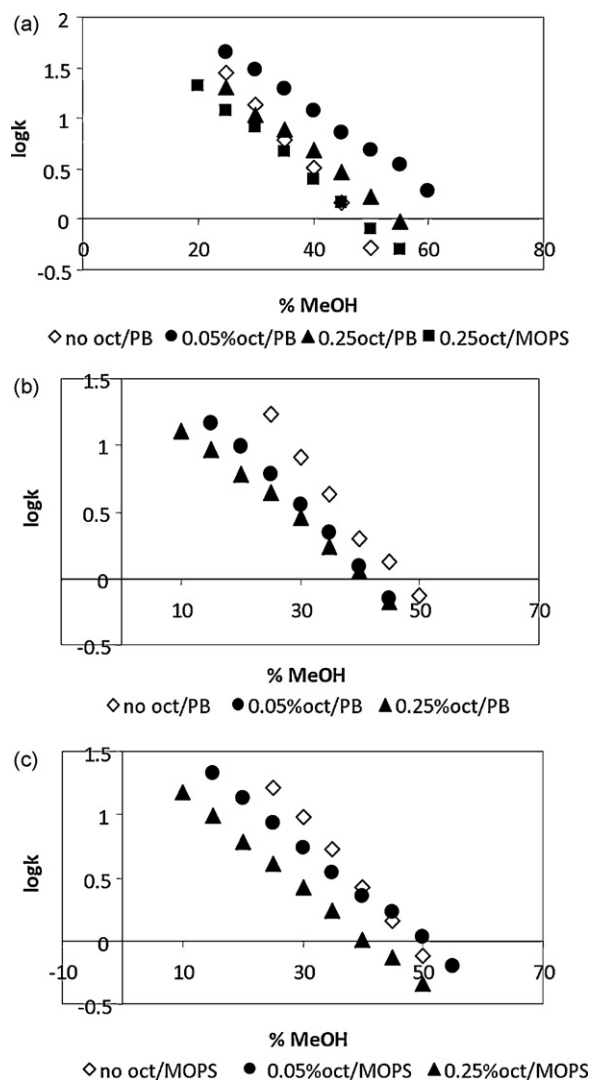 (a)
2
1.5
1
0.5
0
-0.5
logk
0 20 40 60 80
% MeOH
◇ no oct/PB ● 0.05%oct/PB ▲ 0.25oct/PB ■ 0.25oct/MOPS
(b)
1.5
1
0.5
0
-0.5
logk
10 30 50 70
% MeOH
◇ no oct/PB ● 0.05%oct/PB ▲ 0.25%oct/PB
(c)
1.5
1
0.5
0
-0.5
logk
-10 10 30 50 70
% MeOH
◇ no oct/MOPS ● 0.05%oct/MOPS ▲ 0.25%oct/MOPS